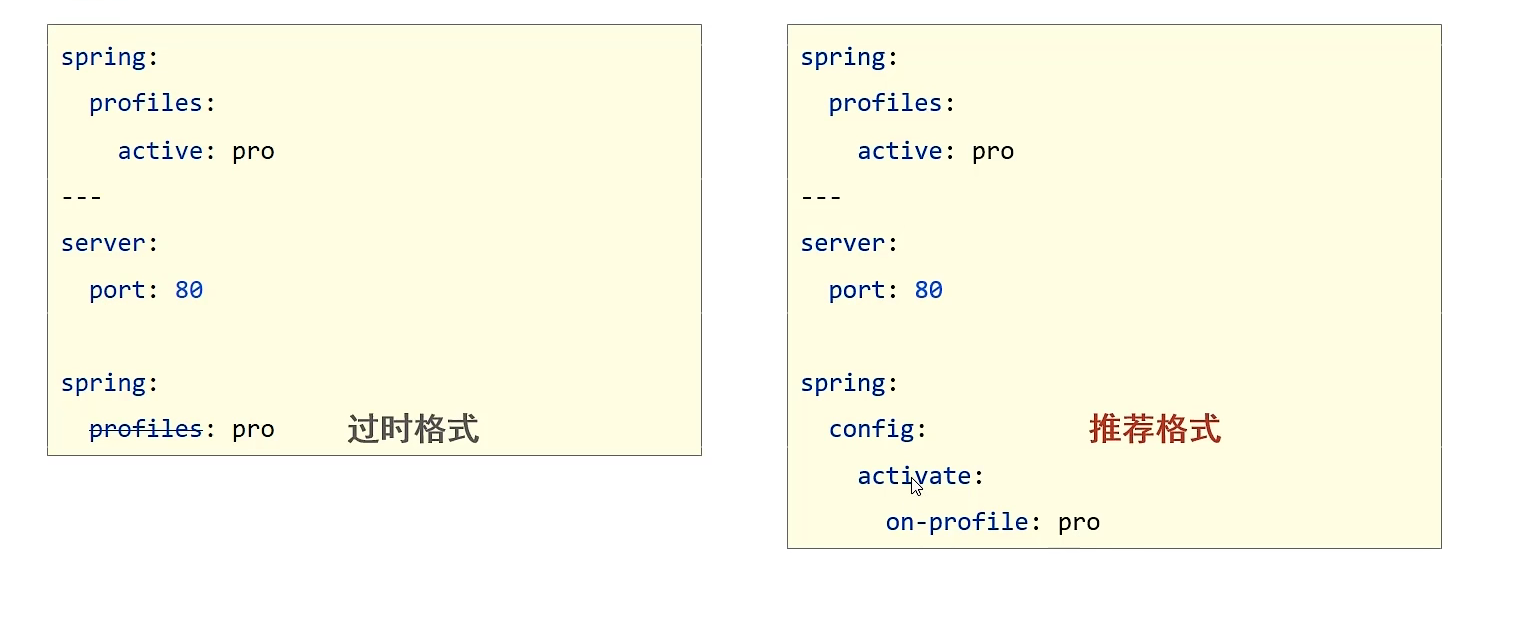 spring:
  profiles:
    active: pro
---
server:
  port: 80

spring:
  profiles: pro
过时格式
spring:
  profiles:
    active: pro
---
server:
  port: 80

spring:
  config:
推荐格式
    activate:
      on-profile: pro